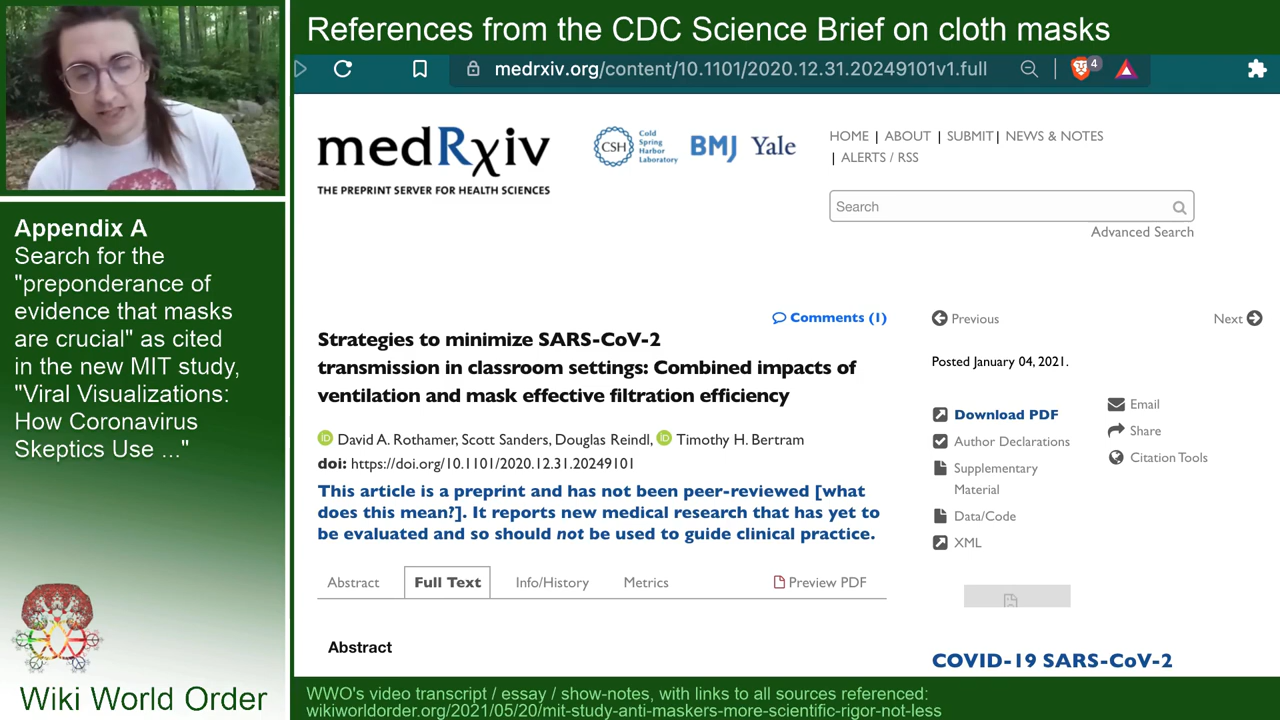 References from the CDC Science Brief on cloth masks
medrxiv.org/content/10.1101/2020.12.31.20249101v1.full
4
medRxiv
THE PREPRINT SERVER FOR HEALTH SCIENCES
CSH
Cold
Spring
Harbor
Laboratory
BMJ
Yale
HOME | ABOUT | SUBMIT | NEWS & NOTES
| ALERTS / RSS
Search
Advanced Search
Comments (1)
Previous
Next
Strategies to minimize SARS-CoV-2
transmission in classroom settings: Combined impacts of
ventilation and mask effective filtration efficiency
Posted January 04, 2021.
iD David A. Rothamer, Scott Sanders, Douglas Reindl, iD Timothy H. Bertram
doi: https://doi.org/10.1101/2020.12.31.20249101
This article is a preprint and has not been peer-reviewed [what
does this mean?]. It reports new medical research that has yet to
be evaluated and so should not be used to guide clinical practice.
Download PDF
Author Declarations
Supplementary
Material
Data/Code
XML
Email
Share
Citation Tools
Abstract
Full Text
Info/History
Metrics
Preview PDF
Abstract
COVID-19 SARS-CoV-2
Appendix A
Search for the
"preponderance of
evidence that masks
are crucial" as cited
in the new MIT study,
"Viral Visualizations:
How Coronavirus
Skeptics Use ..."
Wiki World Order
WWO's video transcript / essay / show-notes, with links to all sources referenced:
wikiworldorder.org/2021/05/20/mit-study-anti-maskers-more-scientific-rigor-not-less